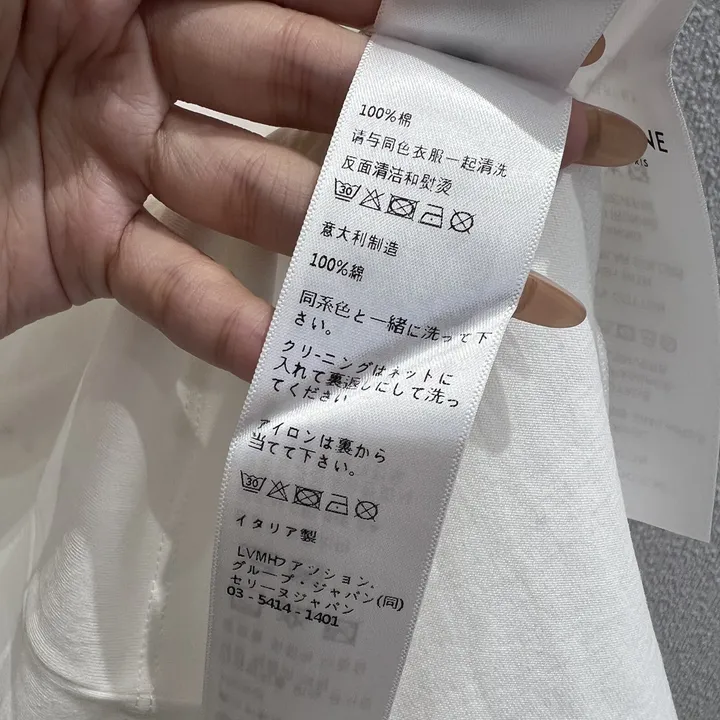 100%棉
请与同色衣服一起清洗
反面清洁和熨烫
30
意大利制造
100%綿
同系色と一緒に洗って下
さい。
クリーニングはネットに
入れて裏返しにして洗っ
てください
アイロンは裏から
当てて下さい。
30
イタリア製
LVMHファッション.
グループ・ジャパン(同)
セリーヌジャパン
03 - 5414 - 1401
NE
RIS